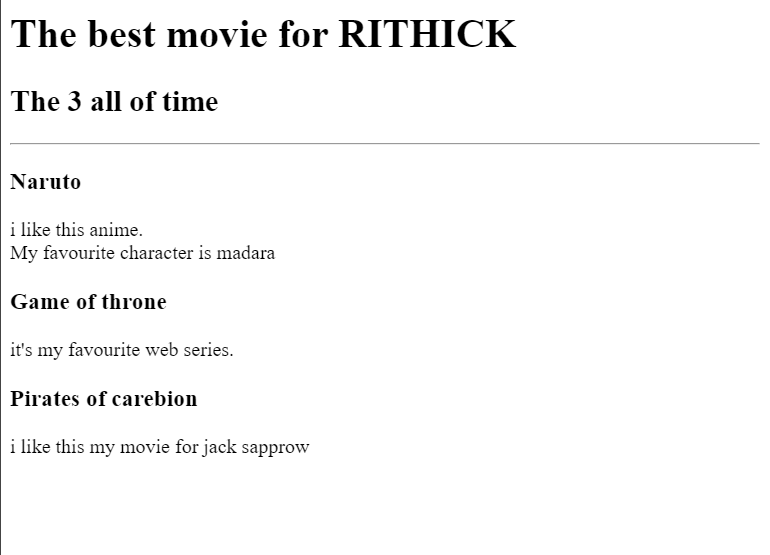 The best movie for RITHICK
The 3 all of time
Naruto
i like this anime.
My favourite character is madara
Game of throne
it's my favourite web series.
Pirates of carebion
i like this my movie for jack sapprow